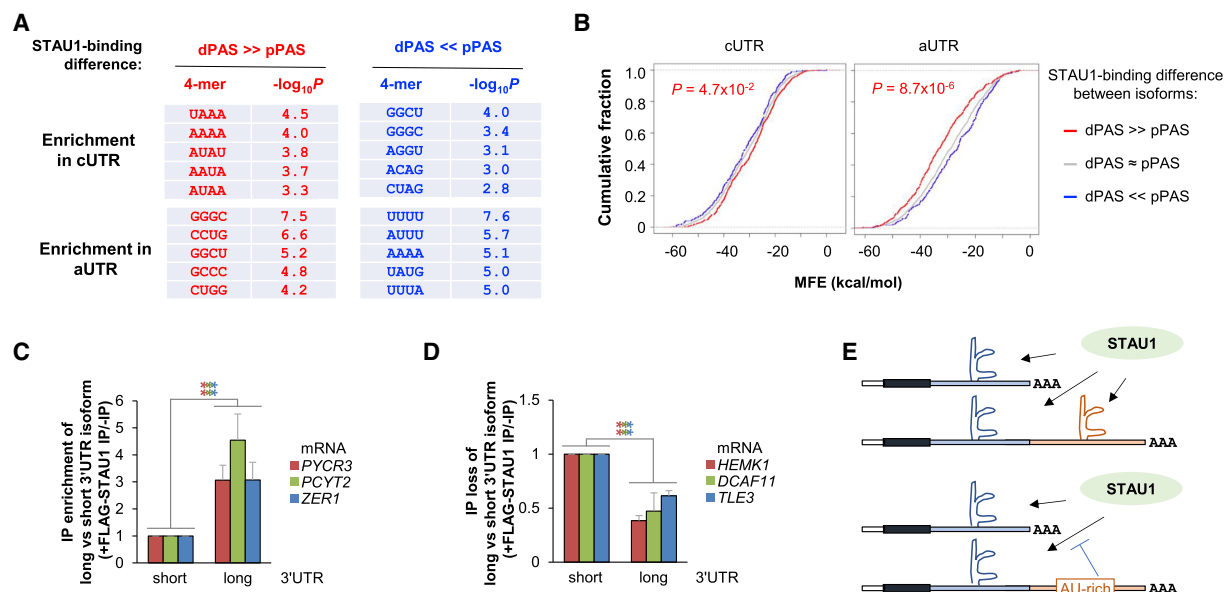 A
STAU1-binding difference:
dPAS >> pPAS
dPAS << pPAS
4-mer -log10P
4-mer -log10P
Enrichment in cUTR
UAAA 4.5
AAAA 4.0
AUAU 3.8
AAUA 3.7
AUAA 3.3
GGCU 4.0
GGGC 3.4
AGGU 3.1
ACAG 3.0
CUAG 2.8
Enrichment in aUTR
GGGC 7.5
CCUG 6.6
GGCU 5.2
GCCC 4.8
CUGG 4.2
UUUU 7.6
AUUU 5.7
AAAA 5.1
UAUG 5.0
UUUA 5.0
B
cUTR
aUTR
Cumulative fraction
1.0
0.8
0.6
0.4
0.2
0
P = 4.7x10-2
P = 8.7x10-6
-60 -40 -20 0
-60 -40 -20 0
MFE (kcal/mol)
STAU1-binding difference
between isoforms:
dPAS >> pPAS
dPAS ≈ pPAS
dPAS << pPAS
C
IP enrichment of
long vs short 3'UTR isoform
(+FLAG-STAU1 IP/-IP)
6
5
4
3
2
1
0
******
short long 3'UTR
mRNA
PYCR3
PCYT2
ZER1
D
IP loss of
long vs short 3'UTR isoform
(+FLAG-STAU1 IP/-IP)
1.5
1
0.5
0
******
short long 3'UTR
mRNA
HEMK1
DCAF11
TLE3
E
STAU1
AAA
AAA
STAU1
AAA
AU-rich
AAA